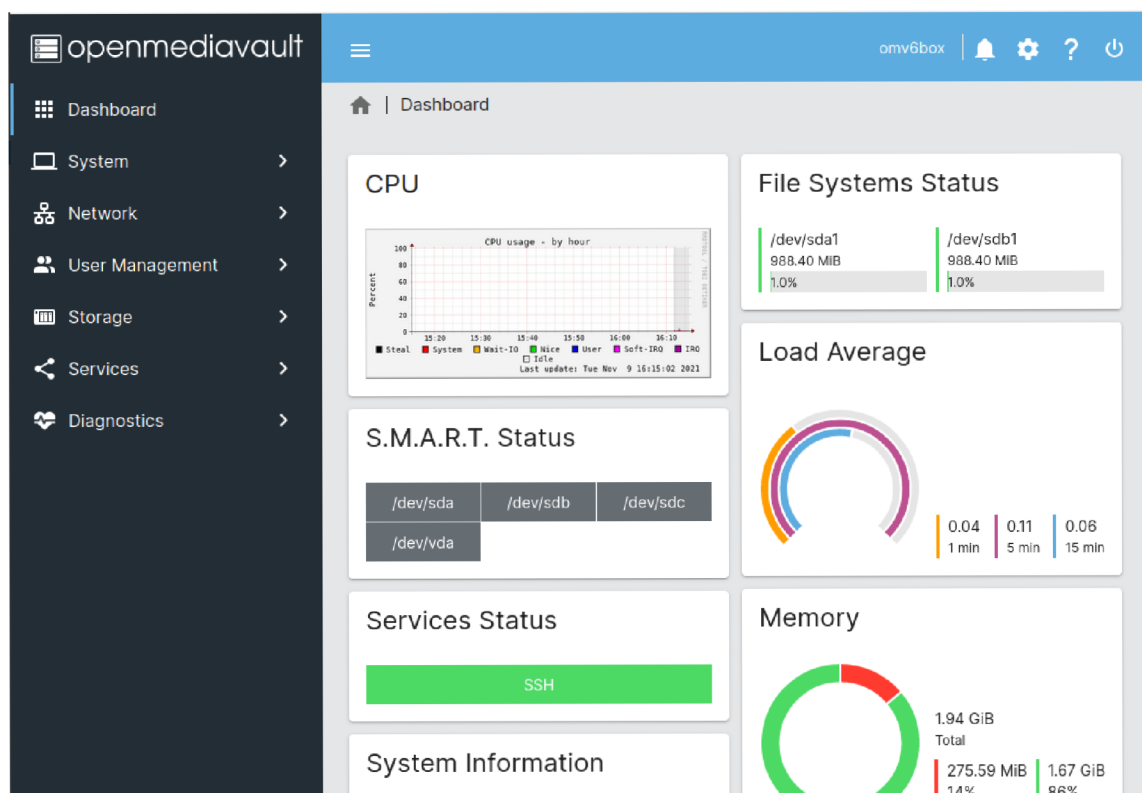 openmediavault
omv6box
Dashboard
System
Network
User Management
Storage
Services
Diagnostics
| Dashboard
CPU
CPU usage - by hour
Percent
100
80
60
40
20
0
15:20 15:30 15:40 15:50 16:00 16:10
Steal System Wait-IO Nice User Soft-IRQ IRQ
Idle
Last update: Tue Nov 9 16:15:02 2021
S.M.A.R.T. Status
/dev/sda /dev/sdb /dev/sdc
/dev/vda
Services Status
SSH
System Information
File Systems Status
/dev/sda1 /dev/sdb1
988.40 MiB 988.40 MiB
1.0% 1.0%
Load Average
0.04 0.11 0.06
1 min 5 min 15 min
Memory
1.94 GiB
Total
275.59 MiB 1.67 GiB
14% 86%